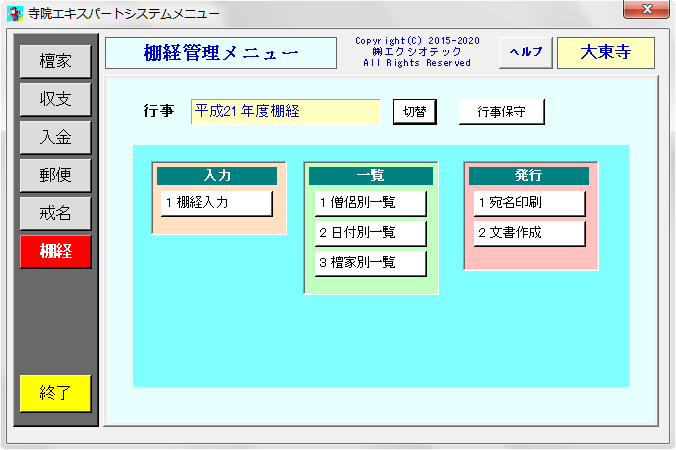 寺院エキスパートシステムメニュー
檀家
収支
入金
郵便
戒名
棚経
終了
棚経管理メニュー
Copyright(C) 2015-2020
㈱エクシオテック
All Rights Reserved
ヘルプ
大東寺
行事
平成21年度棚経
切替
行事保守
入力
1 棚経入力
一覧
1 僧侶別一覧
2 日付別一覧
3 檀家別一覧
発行
1 宛名印刷
2 文書作成